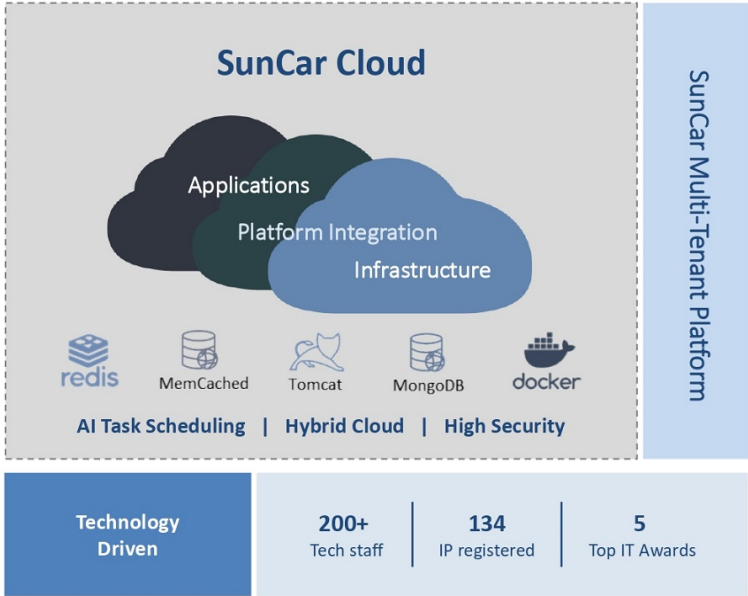 SunCar Cloud
Applications
Platform Integration
Infrastructure
redis
MemCached
Tomcat
MongoDB
docker
AI Task Scheduling | Hybrid Cloud | High Security
SunCar Multi-Tenant Platform
Technology
Driven
200+
Tech staff
134
IP registered
5
Top IT Awards